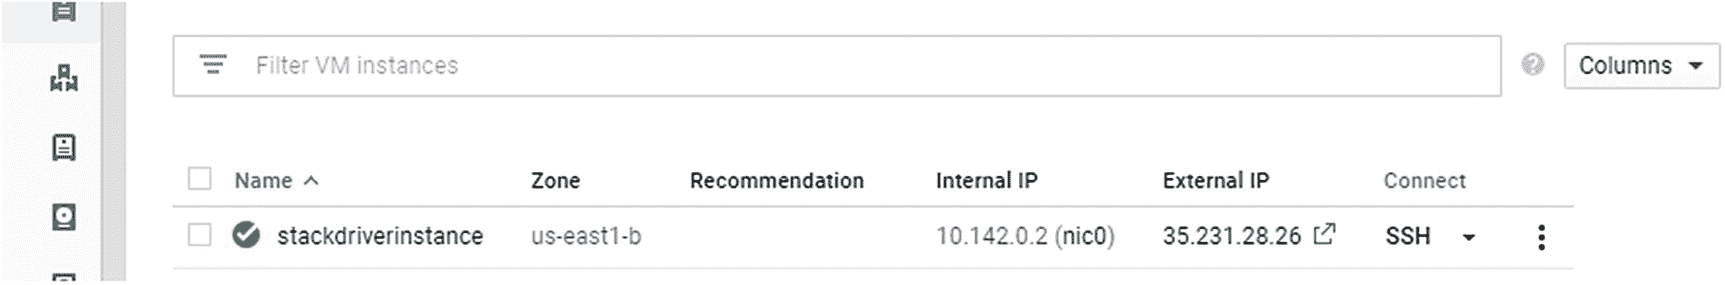 Filter VM instances
Columns
Name Zone Recommendation Internal IP External IP Connect
stackdriverinstance us-east1-b 10.142.0.2 (nic0) 35.231.28.26 SSH